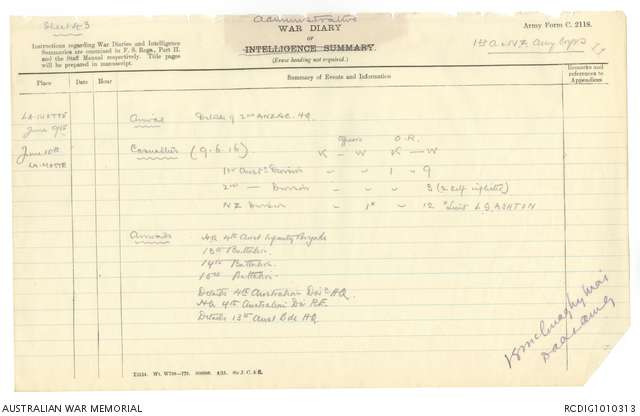 Sheet 3
Administrative
WAR DIARY
or
INTELLIGENCE SUMMARY.
(Erase heading not required.)
Army Form C. 2118.
1st ANZ. Army Corps
Instructions regarding War Diaries and Intelligence
Summaries are contained in F. S. Regs., Part II.
and the Staff Manual respectively. Title pages
will be prepared in manuscript.
Place
Date
Hour
Summary of Events and Information
Remarks and
references to
Appendices
LA-MOTTE
June 9th
Arrival Details of 2nd ANZAC. HQ.
June 10th
LA-MOTTE
Casualties (9.6.16)
Officers O.R.
K — W K — W
1st Aust. Division - - 1 9
2nd — Division - - - 3 (2 self inflicted)
NZ Division - 1* - 12 *Lieut L.G. ASHTON
Arrivals HQ 4th Aust Infantry Brigade
13th Battalion.
14th Battalion.
15th Battalion
Details 4th Australian Divn. HQ.
HQ. 4th Australian Div R.E.
Details 13th Aust Bde HQ
AUSTRALIAN WAR MEMORIAL
RCDIG1010313